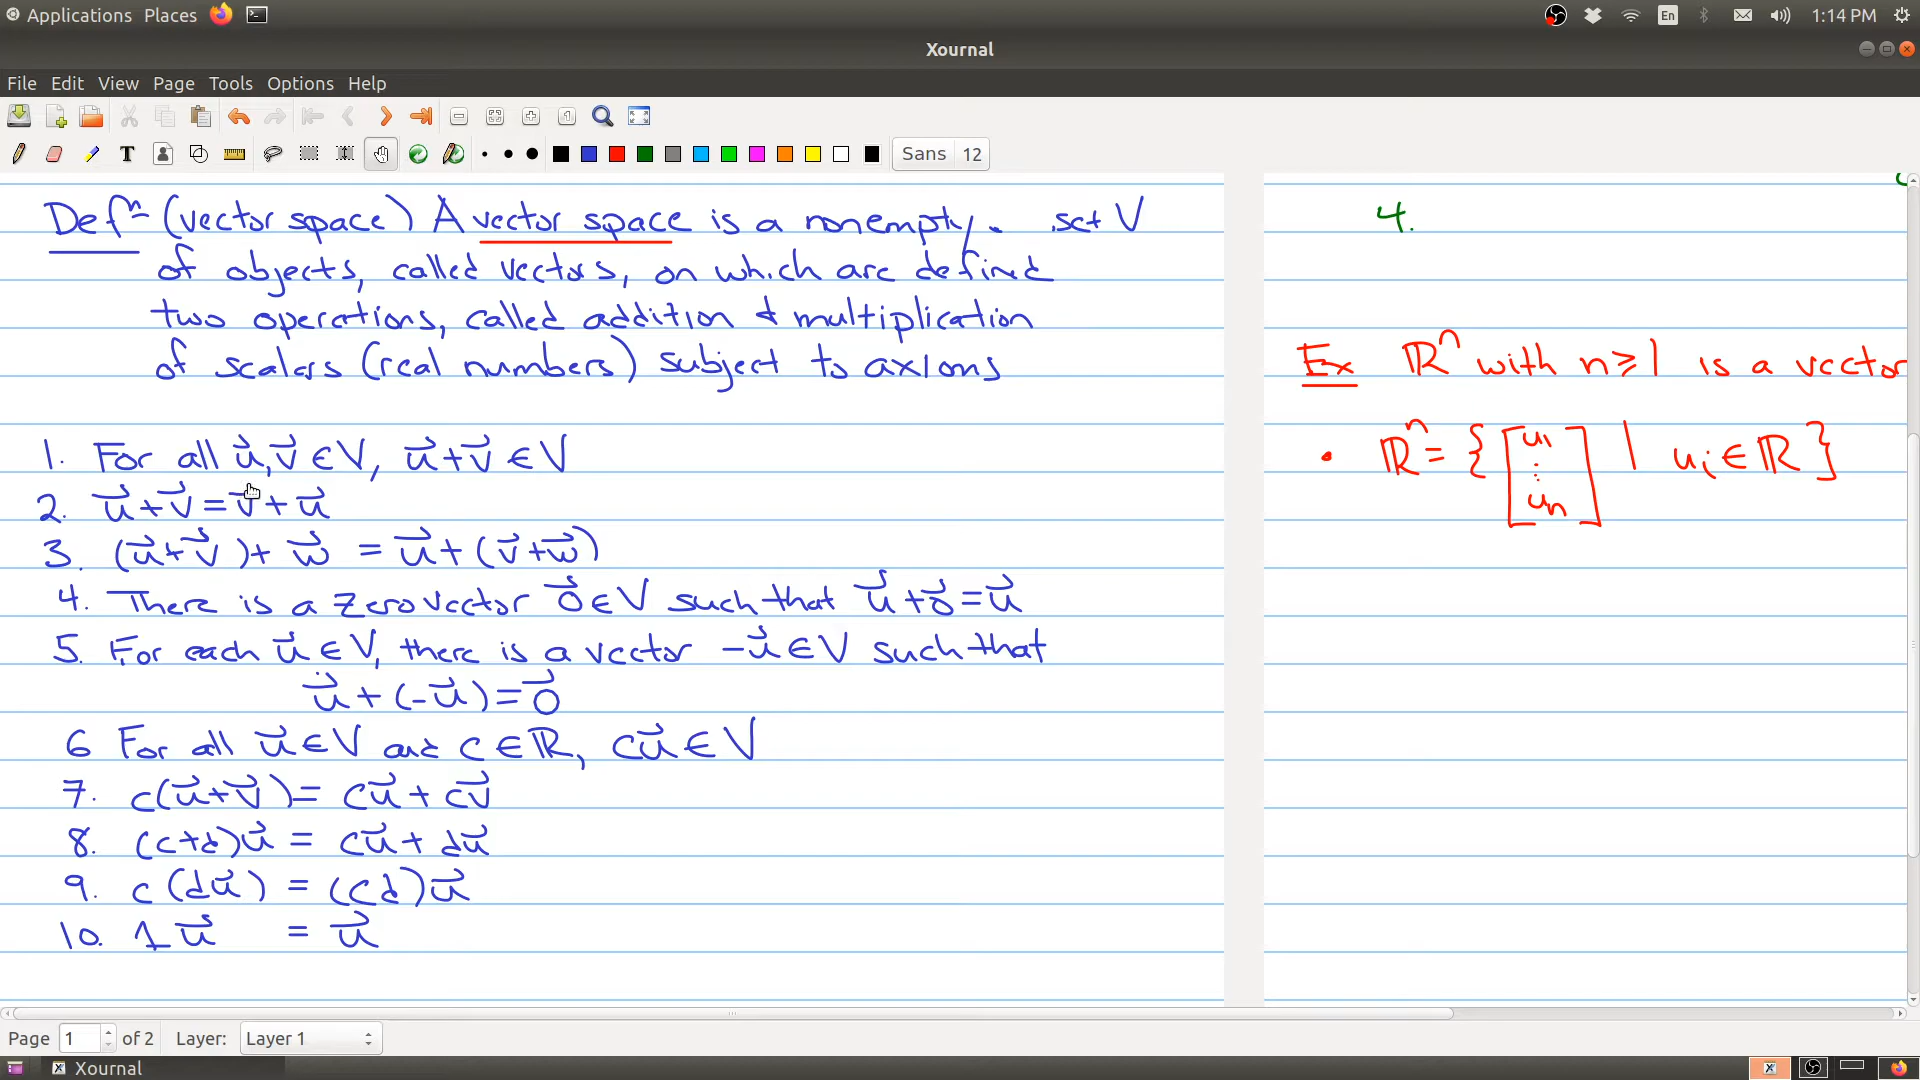 Applications Places En 1:14 PM
Xournal
File Edit View Page Tools Options Help
Sans 12
Defⁿ (vector space) A vector space is a nonempty . set V
of objects, called vectors, on which are defined
two operations, called addition & multiplication
of scalars (real numbers) subject to axioms
1. For all u⃗,v⃗ ∈V, u⃗+v⃗ ∈V
2. u⃗+v⃗=v⃗+u⃗
3. (u⃗+v⃗)+ w⃗ = u⃗+(v⃗+w⃗)
4. There is a zero vector 0⃗∈V such that u⃗+0⃗=u⃗
5. For each u⃗∈V, there is a vector -u⃗∈V such that
u⃗+(-u⃗)=0⃗
6 For all u⃗∈V and c∈ℝ, cu⃗∈V
7. c(u⃗+v⃗)= cu⃗+cv⃗
8. (c+d)u⃗ = cu⃗+du⃗
9. c(du⃗) = (cd)u⃗
10. 1u⃗ = u⃗
4.
Ex ℝⁿ with n≥1 is a vector
• ℝⁿ= { [u₁ ⋮ uₙ] | uᵢ∈ℝ }
Page 1 of 2 Layer: Layer 1
Xournal